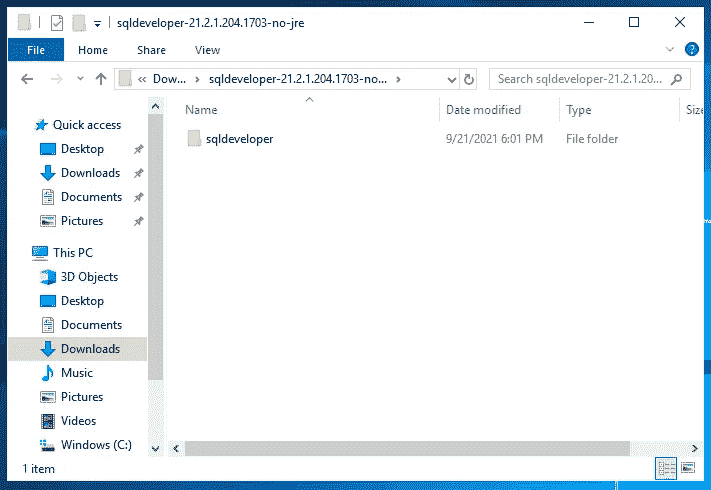 sqldeveloper-21.2.1.204.1703-no-jre
File Home Share View
« Dow... › sqldeveloper-21.2.1.204.1703-no... › Search sqldeveloper-21.2.1.20...
Name Date modified Type Size
Quick access
sqldeveloper 9/21/2021 6:01 PM File folder
Desktop
Downloads
Documents
Pictures
This PC
3D Objects
Desktop
Documents
Downloads
Music
Pictures
Videos
Windows (C:)
1 item